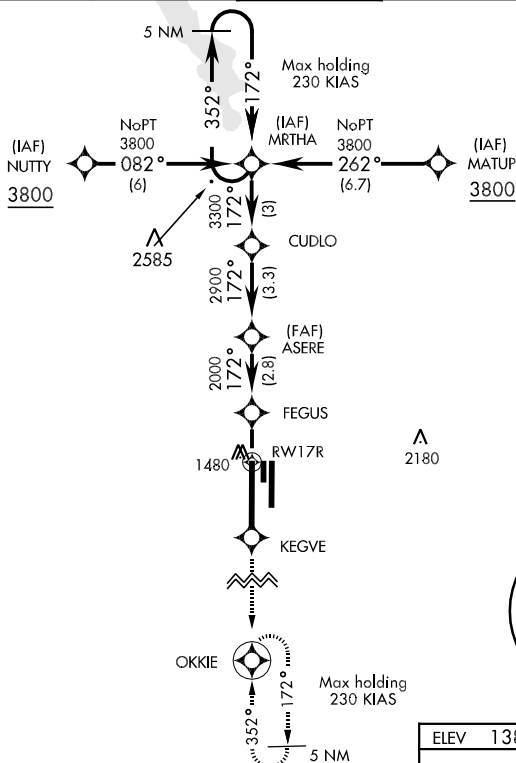 5 NM
352°
172°
Max holding
230 KIAS
(IAF)
MRTHA
(IAF)
NUTTY
3800
NoPT
3800
082°
(6)
NoPT
3800
262°
(6.7)
(IAF)
MATUP
3800
2585
3300
172°
(3)
CUDLO
2900
172°
(3.3)
(FAF)
ASERE
2000
172°
(2.8)
FEGUS
1480
RW17R
2180
KEGVE
OKKIE
352°
172°
Max holding
230 KIAS
5 NM
ELEV